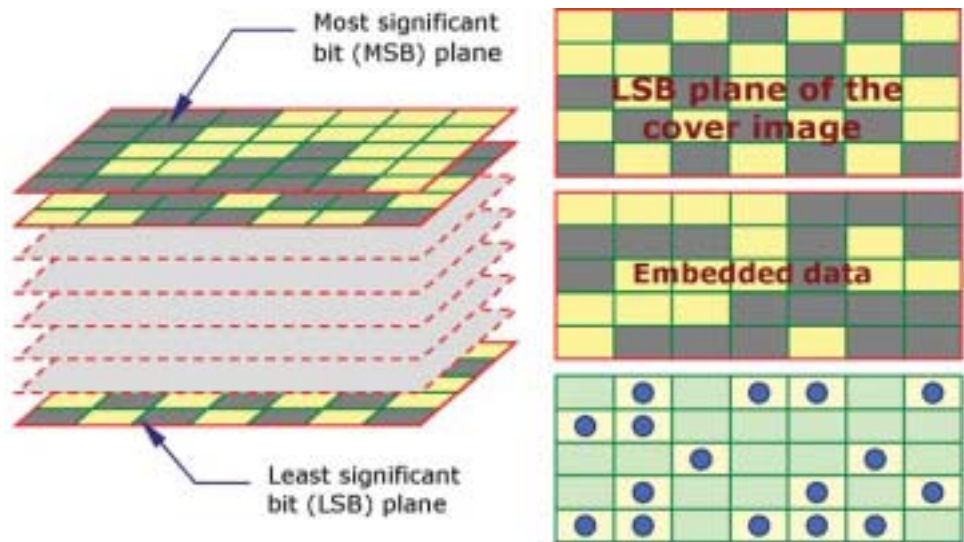 Most significant
bit (MSB) plane
LSB plane of the
cover image
Embedded data
Least significant
bit (LSB) plane